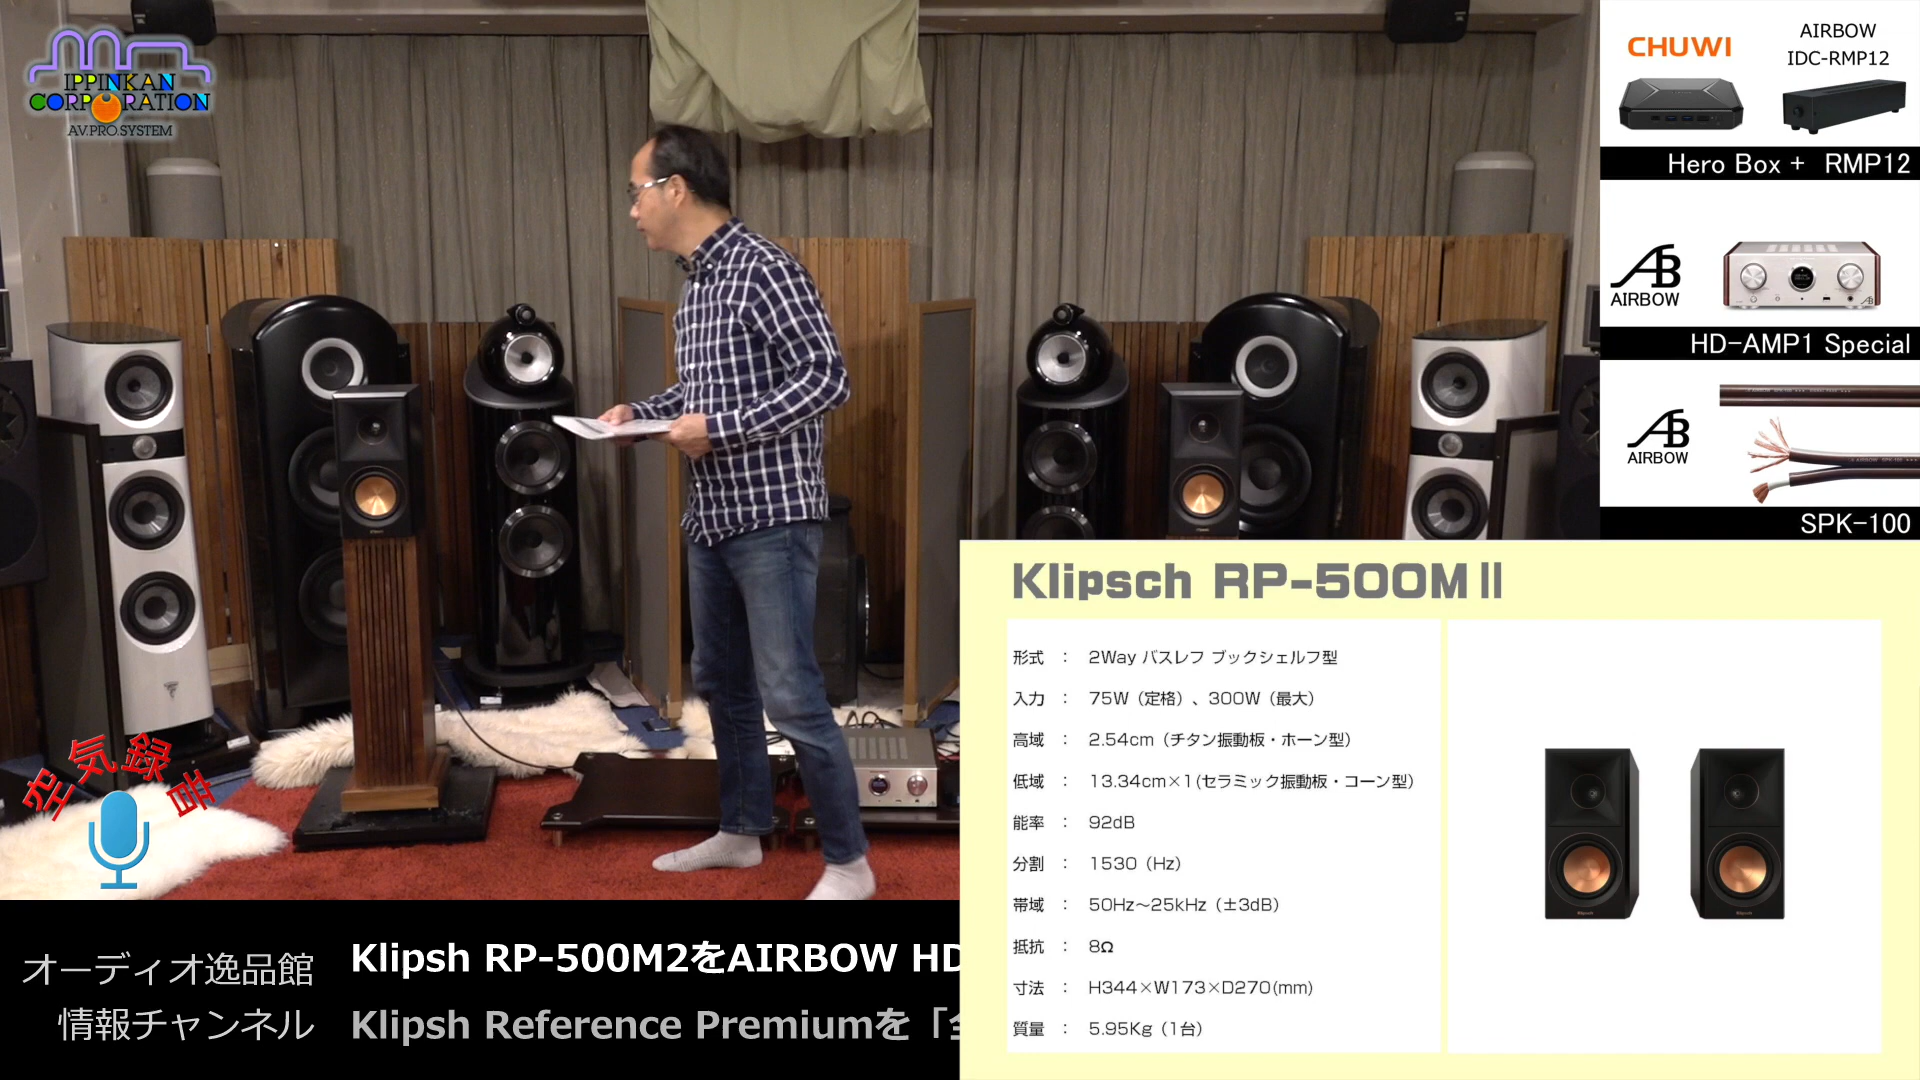 IPPINKAN
CORPORATION
AV.PRO.SYSTEM
CHUWI
AIRBOW
IDC-RMP12
Hero Box + RMP12
AIRBOW
HD-AMP1 Special
AIRBOW
SPK-100
Klipsch RP-500M II
形式 : 2Way バスレフ ブックシェルフ型
入力 : 75W（定格）、300W（最大）
高域 : 2.54cm（チタン振動板・ホーン型）
低域 : 13.34cm×1(セラミック振動板・コーン型)
能率 : 92dB
分割 : 1530（Hz）
帯域 : 50Hz～25kHz（±3dB）
抵抗 : 8Ω
寸法 : H344×W173×D270(mm)
質量 : 5.95Kg（1台）
空気録音
オーディオ逸品館
情報チャンネル
Klipsh RP-500M2をAIRBOW HD
Klipsh Reference Premiumを「